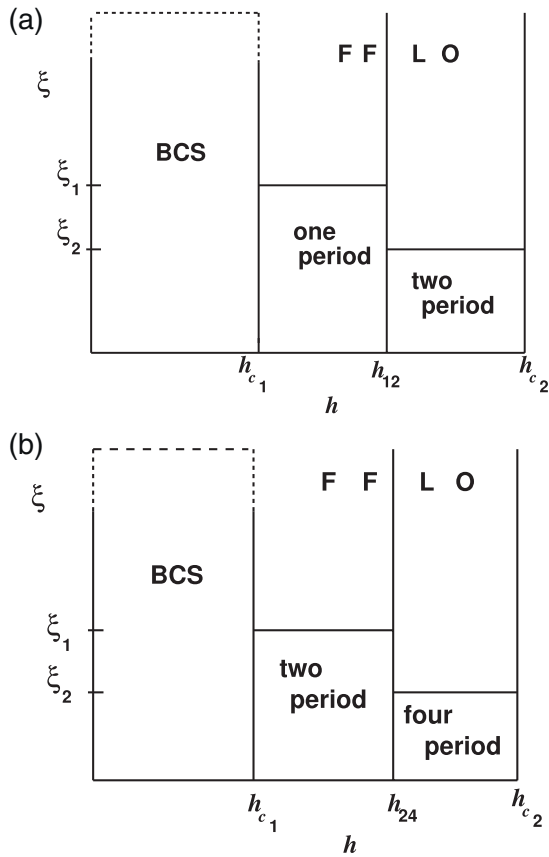 (a)
F F L O
ξ
BCS
ξ1
one
period
ξ2
two
period
hc1 h12 hc2
h
(b)
F F L O
ξ
BCS
ξ1
two
period
ξ2
four
period
hc1 h24 hc2
h